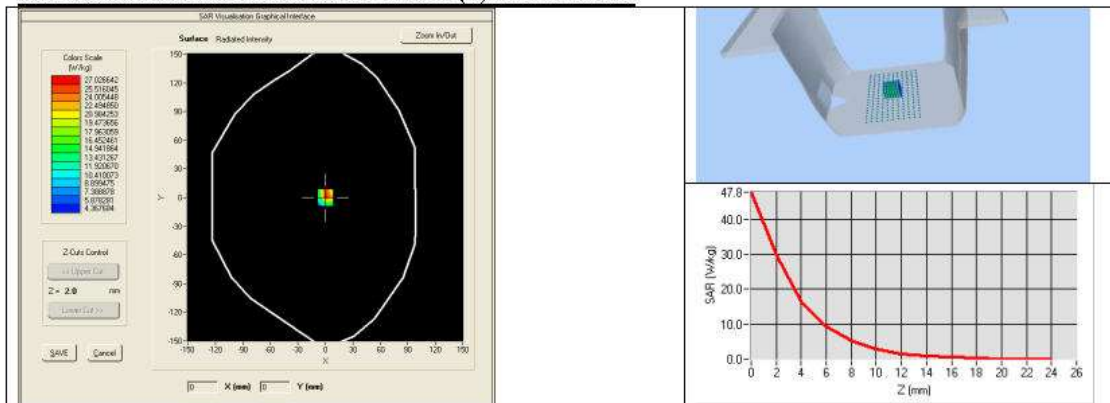 SAR Visualisation Graphical Interface
Surface Radiated Intensity
Zoom In/Out
Colors Scale
(W/kg)
27.026642
25.516045
24.005448
22.494850
20.984253
19.473656
17.963059
16.452461
14.941864
13.431267
11.920670
10.410073
8.899475
7.388878
5.878281
4.367684
150
120
90
60
30
0
-30
-60
-90
-120
-150
Y
-150 -120 -90 -60 -30 0 30 60 90 120 150
X
Z-Cuts Control
<< Upper Cut
Z = 2.0 mm
Lower Cut >>
SAVE Cancel
0 X (mm) 0 Y (mm)
47.8
40.0
30.0
20.0
10.0
0.0
SAR (W/kg)
0 2 4 6 8 10 12 14 16 18 20 22 24 26
Z (mm)